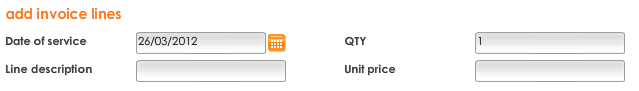 add invoice lines
Date of service 26/03/2012 QTY 1
Line description Unit price